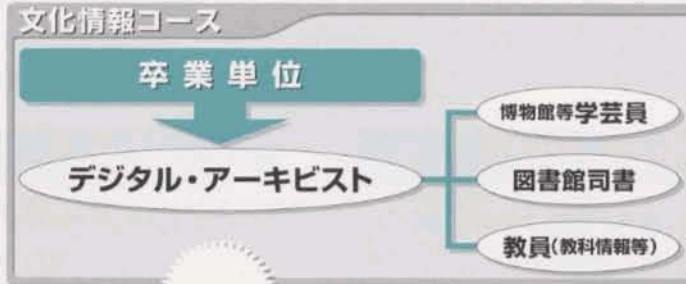 文化情報コース
卒業単位
デジタル・アーキビスト
博物館等学芸員
図書館司書
教員(教科情報等)